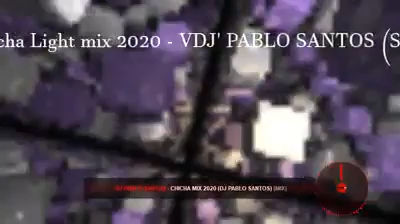 cha Light mix 2020 - VDJ' PABLO SANTOS (S
CHICHA MIX 2020 (DJ PABLO SANTOS) [MIX]